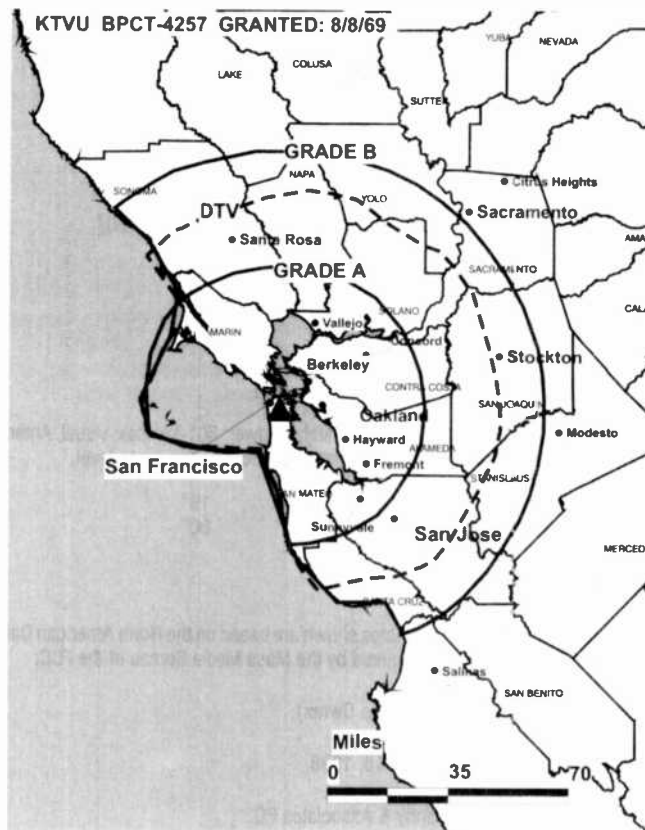 KTVU BPCT-4257 GRANTED: 8/8/69
YUBA
NEVADA
COLUSA
LAKE
SUTTER
GRADE B
NAPA
Citrus Heights
SONOMA
YOLO
DTV
Sacramento
Santa Rosa
AMA
GRADE A
SACRAMENTO
CALA
SOLANO
Vallejo
MARIN
Concord
Berkeley
Stockton
CONTRA COSTA
SAN JOAQUIN
Oakland
Modesto
Hayward
ALAMEDA
San Francisco
Fremont
STANISLAUS
AN MATEO
Sunnyvale
San Jose
MERCED
SANTA CRUZ
Salinas
SAN BENITO
Miles
0 35 70